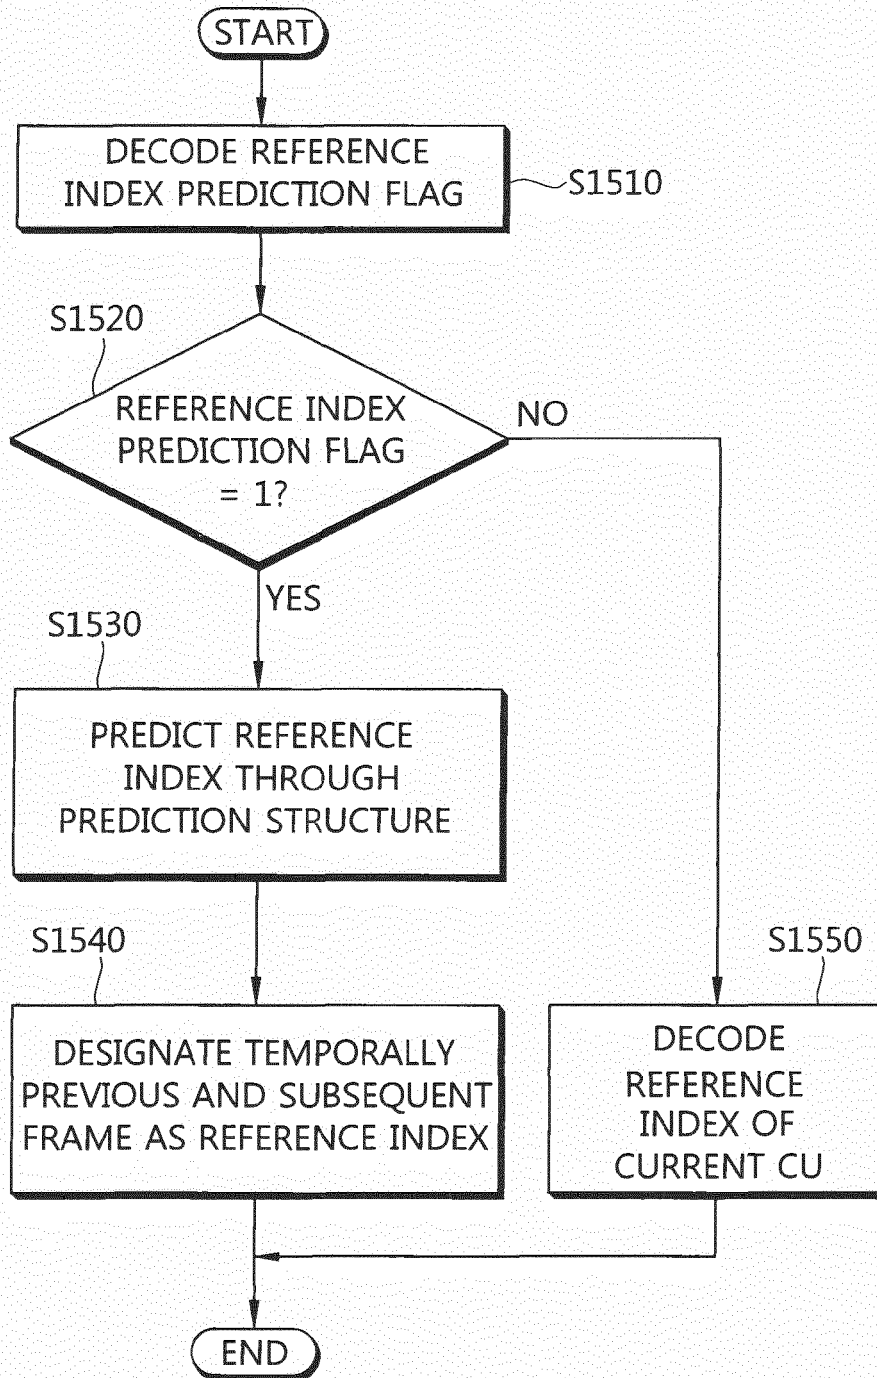 START
DECODE REFERENCE
INDEX PREDICTION FLAG
S1510
S1520
REFERENCE INDEX
PREDICTION FLAG
= 1?
NO
YES
S1530
PREDICT REFERENCE
INDEX THROUGH
PREDICTION STRUCTURE
S1540
DESIGNATE TEMPORALLY
PREVIOUS AND SUBSEQUENT
FRAME AS REFERENCE INDEX
S1550
DECODE
REFERENCE
INDEX OF
CURRENT CU
END